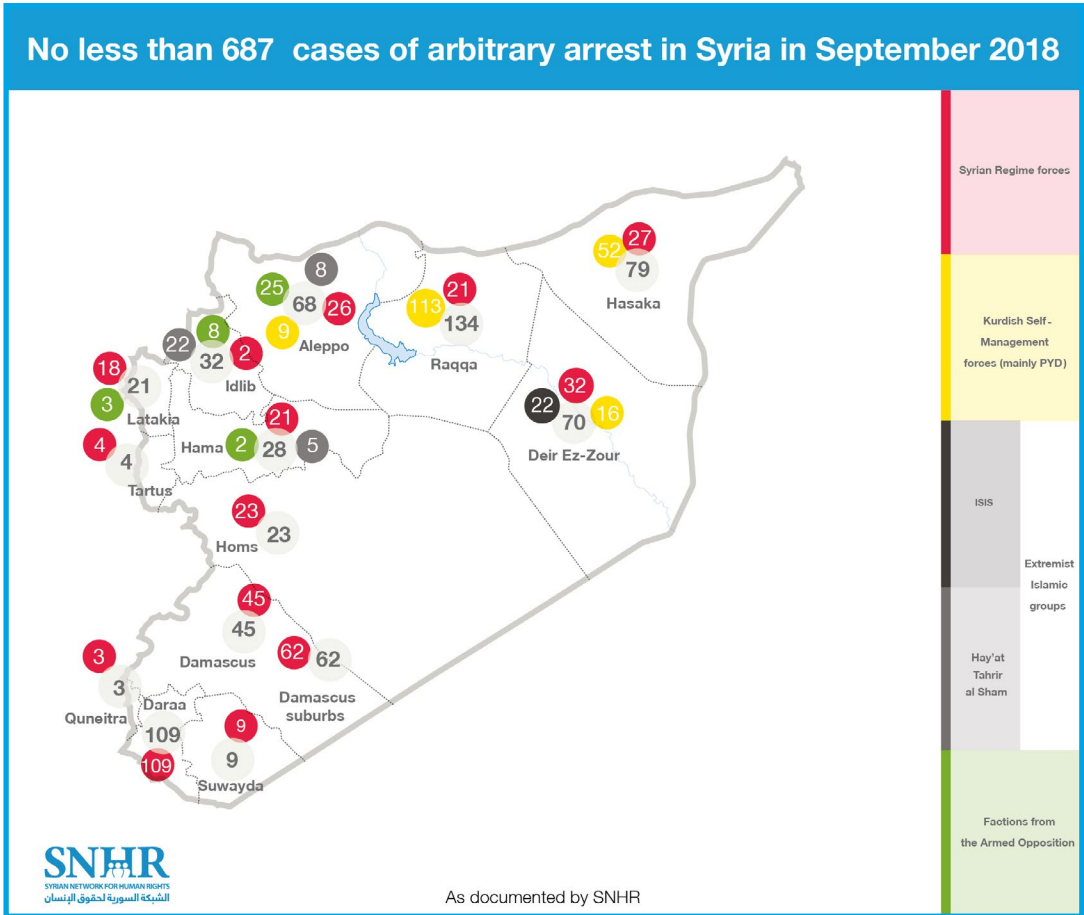 No less than 687 cases of arbitrary arrest in Syria in September 2018
Syrian Regime forces
Kurdish Self-
Management
forces (mainly PYD)
ISIS
Extremist
Islamic
groups
Hay'at
Tahrir
al Sham
Factions from
the Armed Opposition
52
27
79
Hasaka
8
25
68
26
9
Aleppo
21
113
134
Raqqa
8
22
2
32
Idlib
18
21
3
Latakia
32
22
16
70
Deir Ez-Zour
21
Hama
2
28
5
4
4
Tartus
23
23
Homs
45
45
Damascus
62
62
Damascus
suburbs
3
3
Quneitra
Daraa
109
109
9
9
Suwayda
SNHR
SYRIAN NETWORK FOR HUMAN RIGHTS
الشبكة السورية لحقوق الإنسان
As documented by SNHR